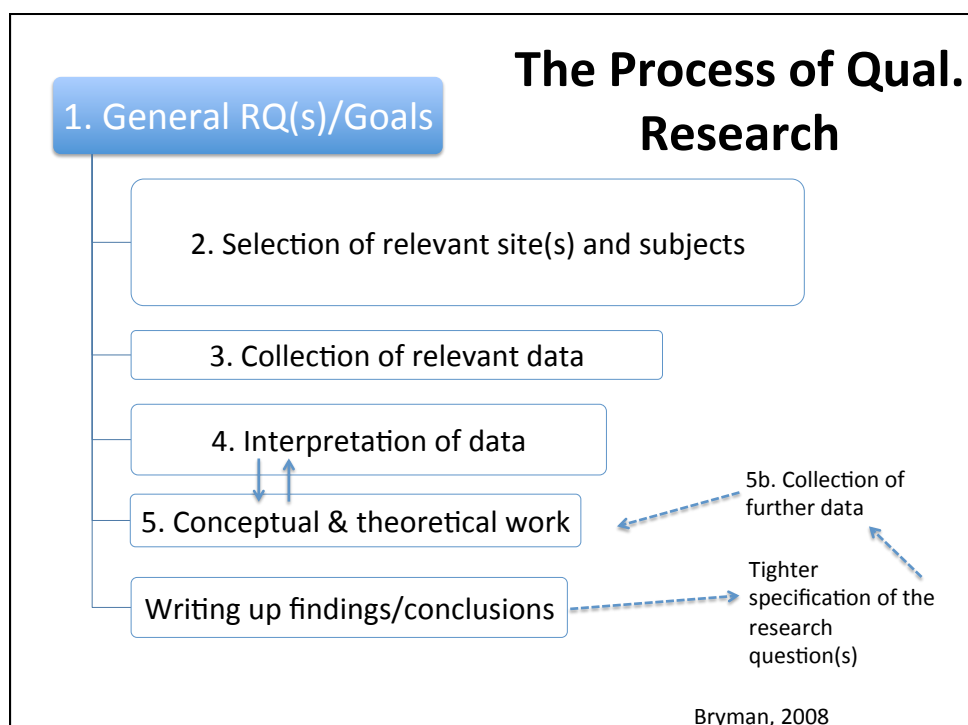 The Process of Qual.
Research
1. General RQ(s)/Goals
2. Selection of relevant site(s) and subjects
3. Collection of relevant data
4. Interpretation of data
5. Conceptual & theoretical work
Writing up findings/conclusions
5b. Collection of
further data
Tighter
specification of the
research
question(s)
Bryman, 2008